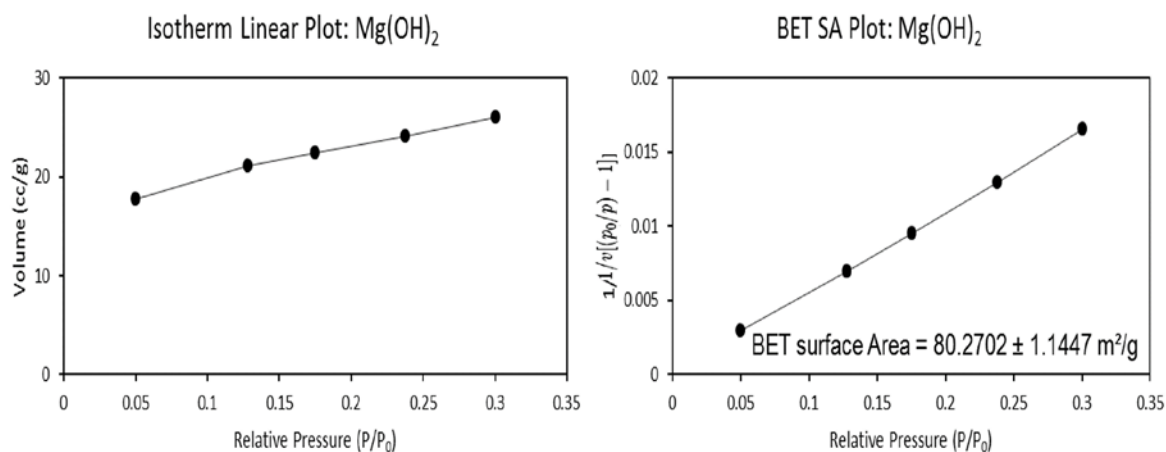 Isotherm Linear Plot: Mg(OH)₂
30
20
10
0
Volume (cc/g)
0 0.05 0.1 0.15 0.2 0.25 0.3 0.35
Relative Pressure (P/P₀)
BET SA Plot: Mg(OH)₂
0.02
0.015
0.01
0.005
0
1/1/v[(p₀/p) − 1]]
BET surface Area = 80.2702 ± 1.1447 m²/g
0 0.05 0.1 0.15 0.2 0.25 0.3 0.35
Relative Pressure (P/P₀)